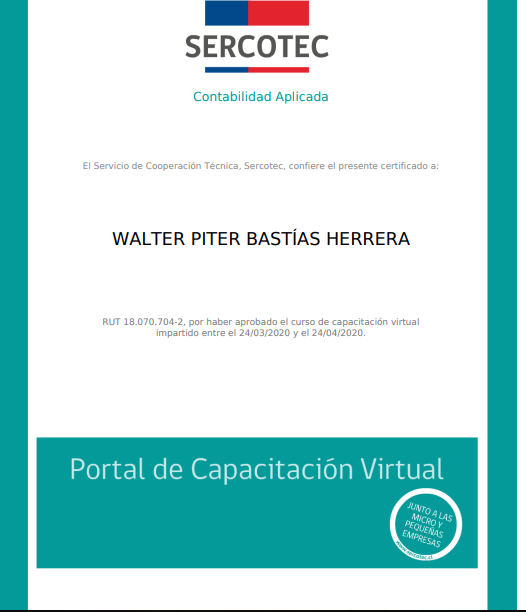 SERCOTEC
Contabilidad Aplicada
El Servicio de Cooperación Técnica, Sercotec, confiere el presente certificado a:
WALTER PITER BASTÍAS HERRERA
RUT 18.070.704-2, por haber aprobado el curso de capacitación virtual
impartido entre el 24/03/2020 y el 24/04/2020.
Portal de Capacitación Virtual
JUNTO A LAS
MICRO Y
PEQUEÑAS
EMPRESAS
www.sercotec.cl